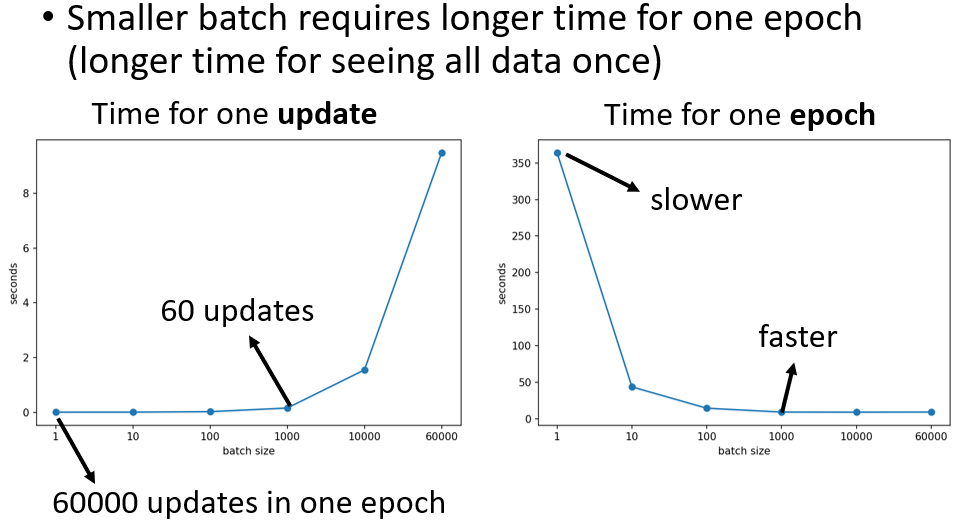 • Smaller batch requires longer time for one epoch
(longer time for seeing all data once)
Time for one update
8
6
4
2
0
seconds
1 10 100 1000 10000 60000
batch size
60 updates
60000 updates in one epoch
Time for one epoch
350
300
250
200
150
100
50
0
seconds
1 10 100 1000 10000 60000
batch size
slower
faster